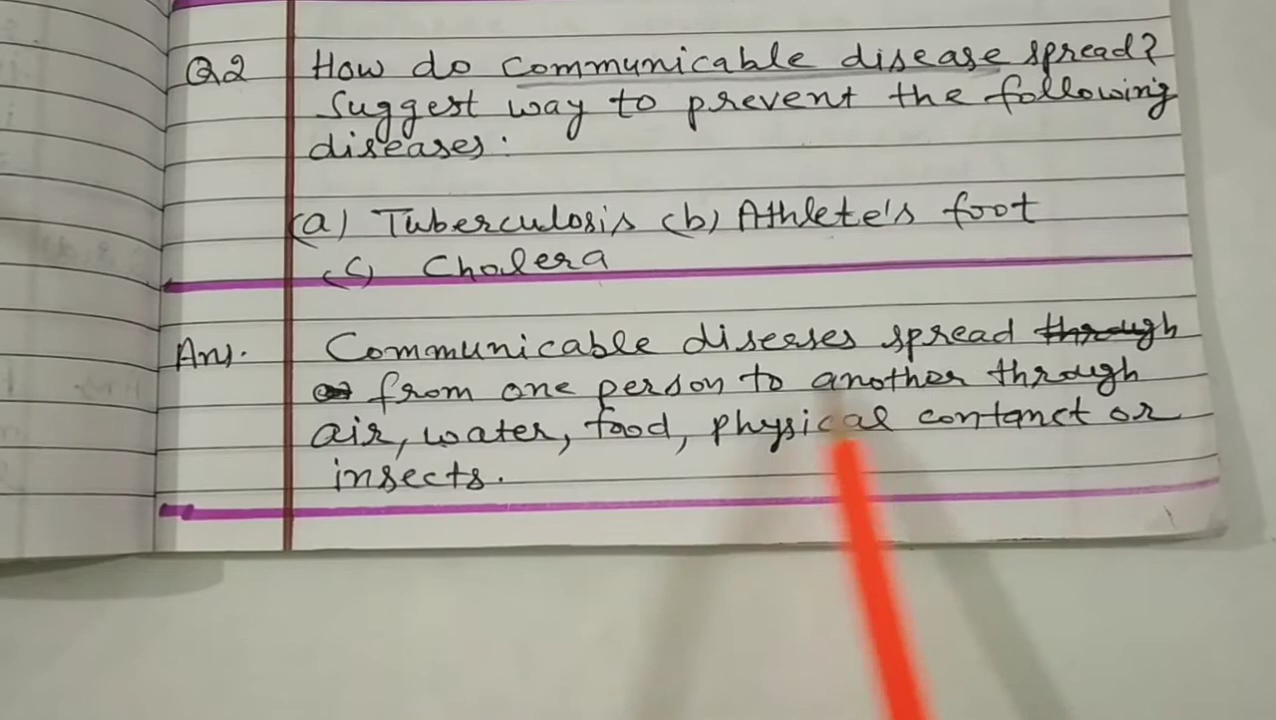 Q2 How do communicable disease spread?
Suggest way to prevent the following
diseases:
(a) Tuberculosis (b) Athlete's foot
(c) Cholera
Ans. Communicable diseases spread through
from one person to another through
air, water, food, physical contanct or
insects.